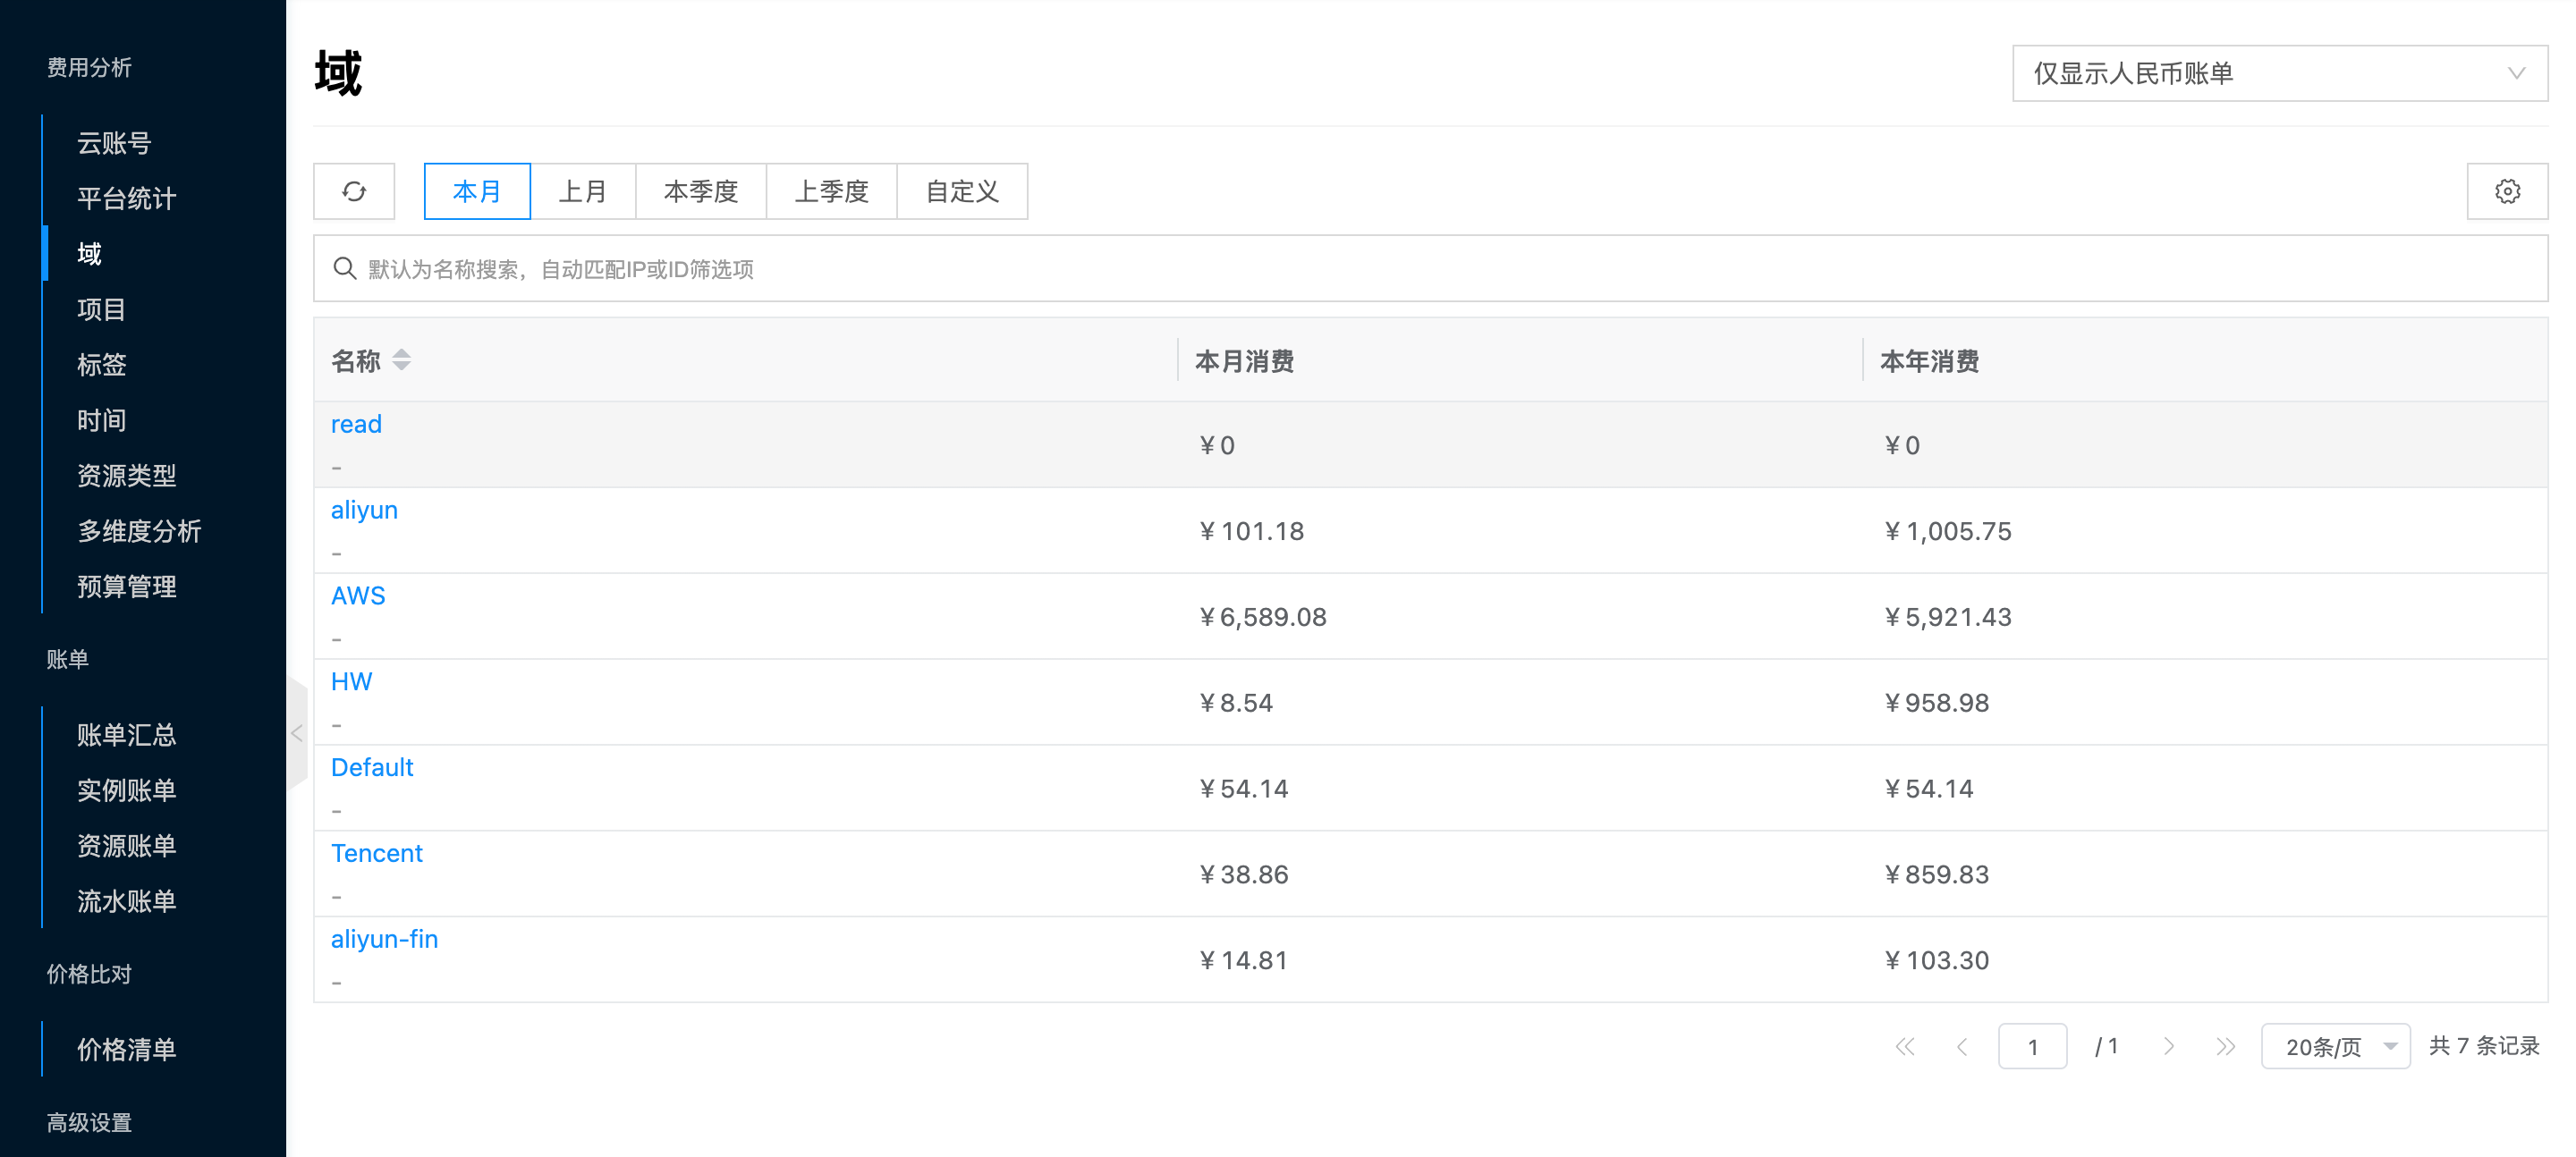 费用分析
云账号
平台统计
域
项目
标签
时间
资源类型
多维度分析
预算管理
账单
账单汇总
实例账单
资源账单
流水账单
价格比对
价格清单
高级设置
域
仅显示人民币账单
本月 上月 本季度 上季度 自定义
默认为名称搜索，自动匹配IP或ID筛选项
名称 本月消费 本年消费
read
-
¥0 ¥0
aliyun
-
¥101.18 ¥1,005.75
AWS
-
¥6,589.08 ¥5,921.43
HW
-
¥8.54 ¥958.98
Default
-
¥54.14 ¥54.14
Tencent
-
¥38.86 ¥859.83
aliyun-fin
-
¥14.81 ¥103.30
1 / 1 20条/页 共 7 条记录